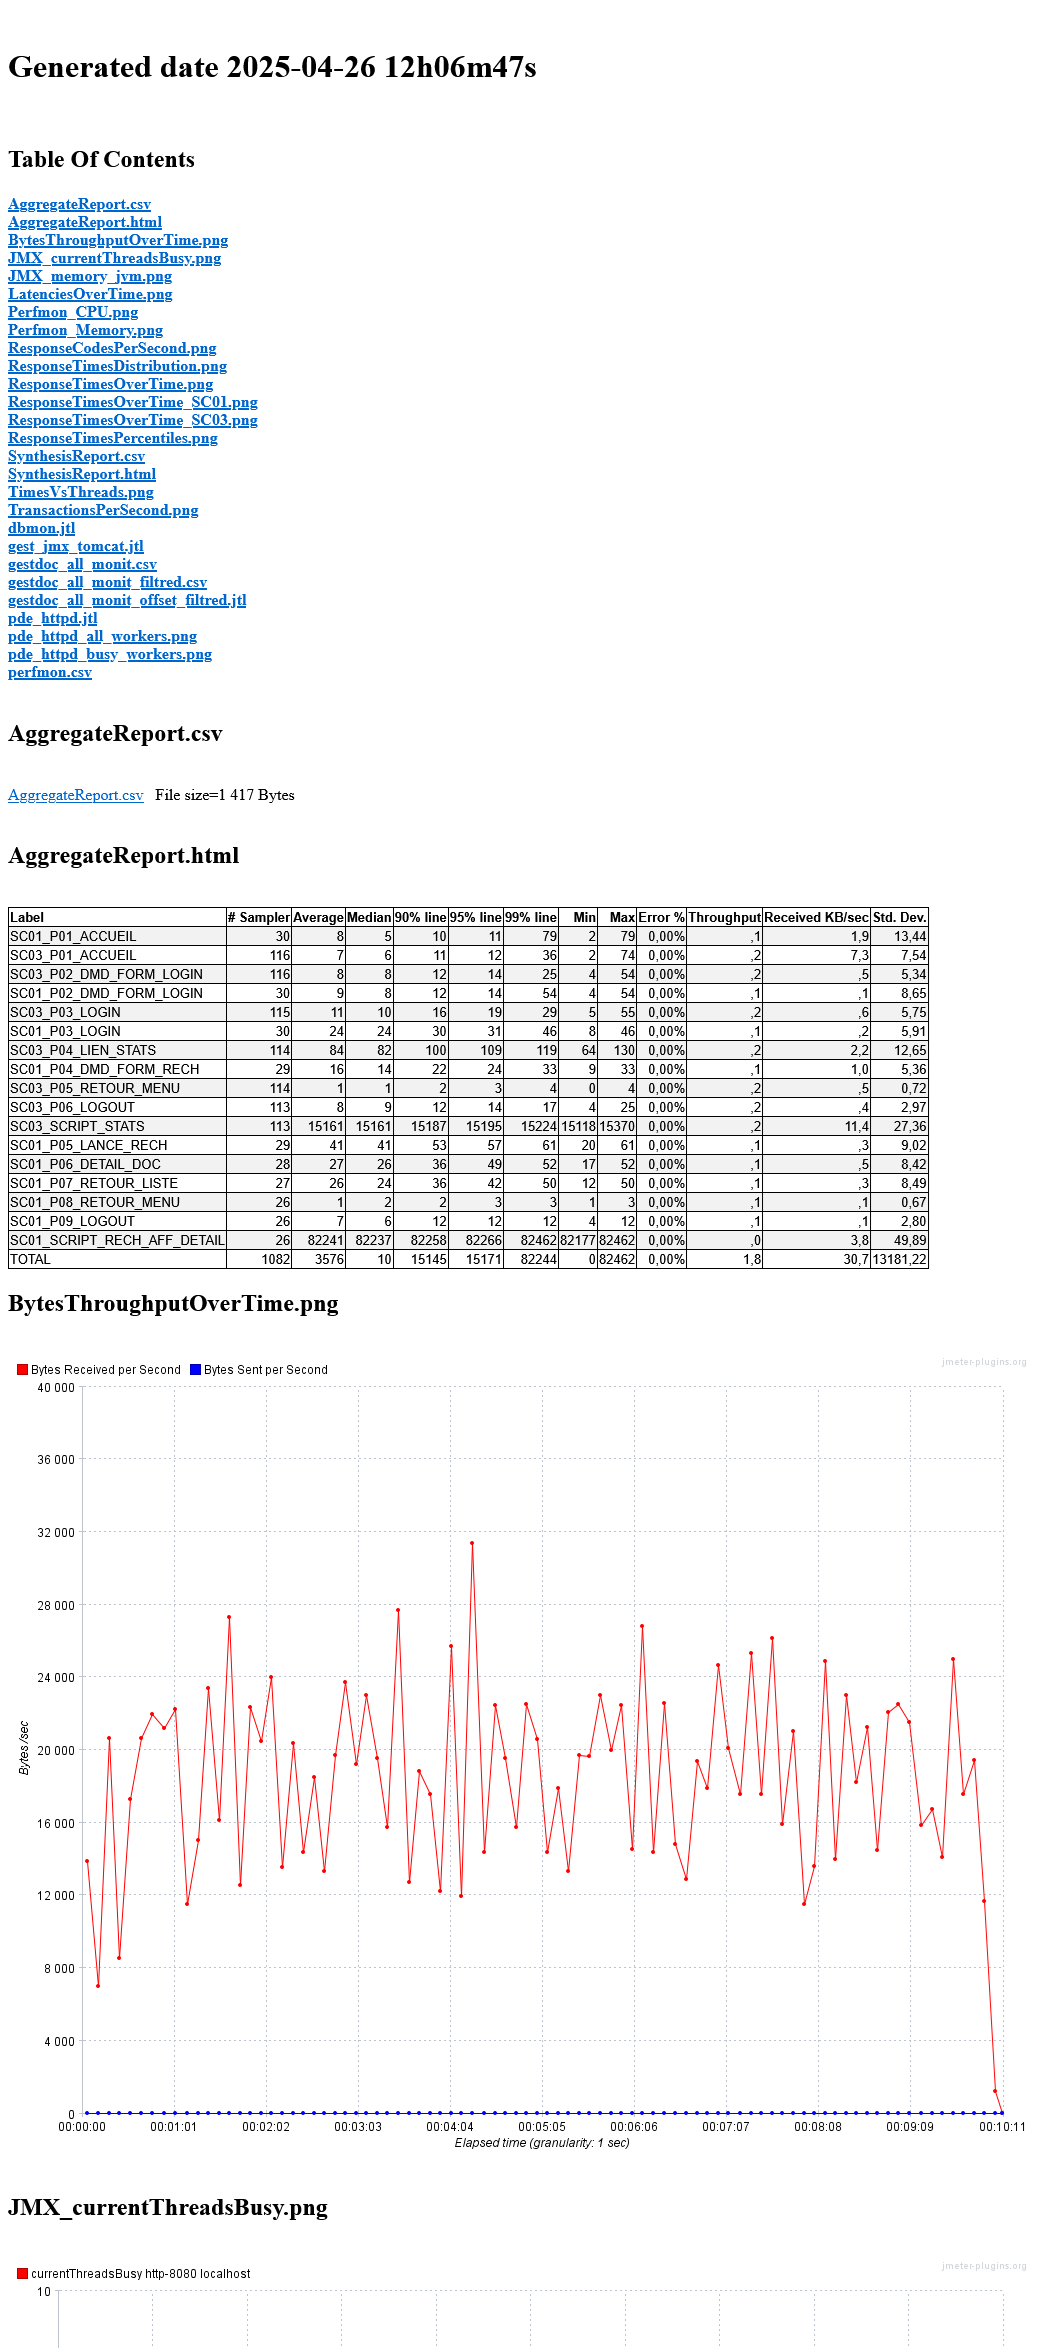 Generated date 2025-04-26 12h06m47s
Table Of Contents
AggregateReport.csv
AggregateReport.html
BytesThroughputOverTime.png
JMX_currentThreadsBusy.png
JMX_memory_jvm.png
LatenciesOverTime.png
Perfmon_CPU.png
Perfmon_Memory.png
ResponseCodesPerSecond.png
ResponseTimesDistribution.png
ResponseTimesOverTime.png
ResponseTimesOverTime_SC01.png
ResponseTimesOverTime_SC03.png
ResponseTimesPercentiles.png
SynthesisReport.csv
SynthesisReport.html
TimesVsThreads.png
TransactionsPerSecond.png
dbmon.jtl
gest_jmx_tomcat.jtl
gestdoc_all_monit.csv
gestdoc_all_monit_filtred.csv
gestdoc_all_monit_offset_filtred.jtl
pde_httpd.jtl
pde_httpd_all_workers.png
pde_httpd_busy_workers.png
perfmon.csv
AggregateReport.csv
AggregateReport.csv File size=1 417 Bytes
AggregateReport.html
Label # Sampler Average Median 90% line 95% line 99% line Min Max Error % Throughput Received KB/sec Std. Dev.
SC01_P01_ACCUEIL 30 8 5 10 11 79 2 79 0,00% ,1 1,9 13,44
SC03_P01_ACCUEIL 116 7 6 11 12 36 2 74 0,00% ,2 7,3 7,54
SC03_P02_DMD_FORM_LOGIN 116 8 8 12 14 25 4 54 0,00% ,2 ,5 5,34
SC01_P02_DMD_FORM_LOGIN 30 9 8 12 14 54 4 54 0,00% ,1 ,1 8,65
SC03_P03_LOGIN 115 11 10 16 19 29 5 55 0,00% ,2 ,6 5,75
SC01_P03_LOGIN 30 24 24 30 31 46 8 46 0,00% ,1 ,2 5,91
SC03_P04_LIEN_STATS 114 84 82 100 109 119 64 130 0,00% ,2 2,2 12,65
SC01_P04_DMD_FORM_RECH 29 16 14 22 24 33 9 33 0,00% ,1 1,0 5,36
SC03_P05_RETOUR_MENU 114 1 1 2 3 4 0 4 0,00% ,2 ,5 0,72
SC03_P06_LOGOUT 113 8 9 12 14 17 4 25 0,00% ,2 ,4 2,97
SC03_SCRIPT_STATS 113 15161 15161 15187 15195 15224 15118 15370 0,00% ,2 11,4 27,36
SC01_P05_LANCE_RECH 29 41 41 53 57 61 20 61 0,00% ,1 ,3 9,02
SC01_P06_DETAIL_DOC 28 27 26 36 49 52 17 52 0,00% ,1 ,5 8,42
SC01_P07_RETOUR_LISTE 27 26 24 36 42 50 12 50 0,00% ,1 ,3 8,49
SC01_P08_RETOUR_MENU 26 1 2 2 3 3 1 3 0,00% ,1 ,1 0,67
SC01_P09_LOGOUT 26 7 6 12 12 12 4 12 0,00% ,1 ,1 2,80
SC01_SCRIPT_RECH_AFF_DETAIL 26 82241 82237 82258 82266 82462 82177 82462 0,00% ,0 3,8 49,89
TOTAL 1082 3576 10 15145 15171 82244 0 82462 0,00% 1,8 30,7 13181,22
BytesThroughputOverTime.png
jmeter-plugins.org
Bytes Received per Second Bytes Sent per Second
40 000
36 000
32 000
28 000
24 000
20 000
16 000
12 000
8 000
4 000
0
Bytes /sec
00:00:00 00:01:01 00:02:02 00:03:03 00:04:04 00:05:05 00:06:06 00:07:07 00:08:08 00:09:09 00:10:11
Elapsed time (granularity: 1 sec)
JMX_currentThreadsBusy.png
jmeter-plugins.org
currentThreadsBusy http-8080 localhost
10